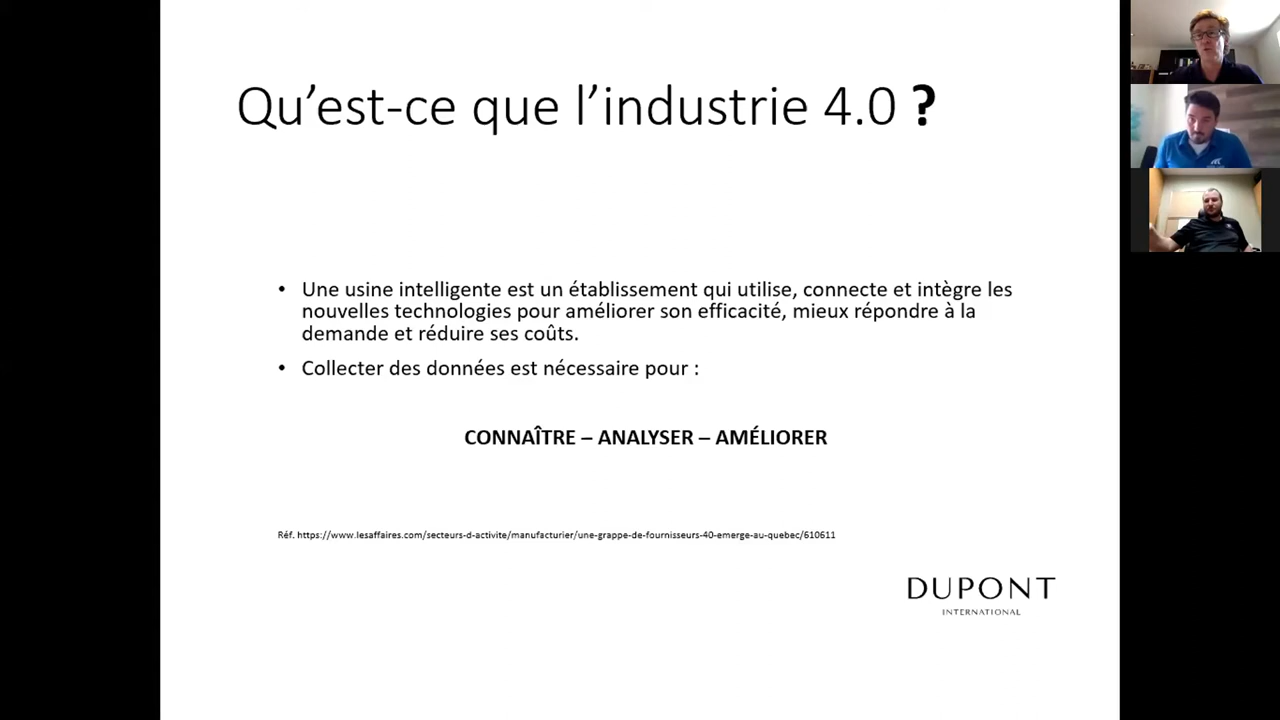 Qu’est-ce que l’industrie 4.0 ?
• Une usine intelligente est un établissement qui utilise, connecte et intègre les
nouvelles technologies pour améliorer son efficacité, mieux répondre à la
demande et réduire ses coûts.
• Collecter des données est nécessaire pour :
CONNAÎTRE – ANALYSER – AMÉLIORER
Réf. https://www.lesaffaires.com/secteurs-d-activite/manufacturier/une-grappe-de-fournisseurs-40-emerge-au-quebec/610611
DUPONT
INTERNATIONAL